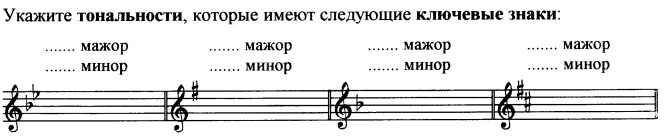 Укажите тональности, которые имеют следующие ключевые знаки:
....... мажор ....... мажор ....... мажор ....... мажор
....... минор ....... минор ....... минор ....... минор